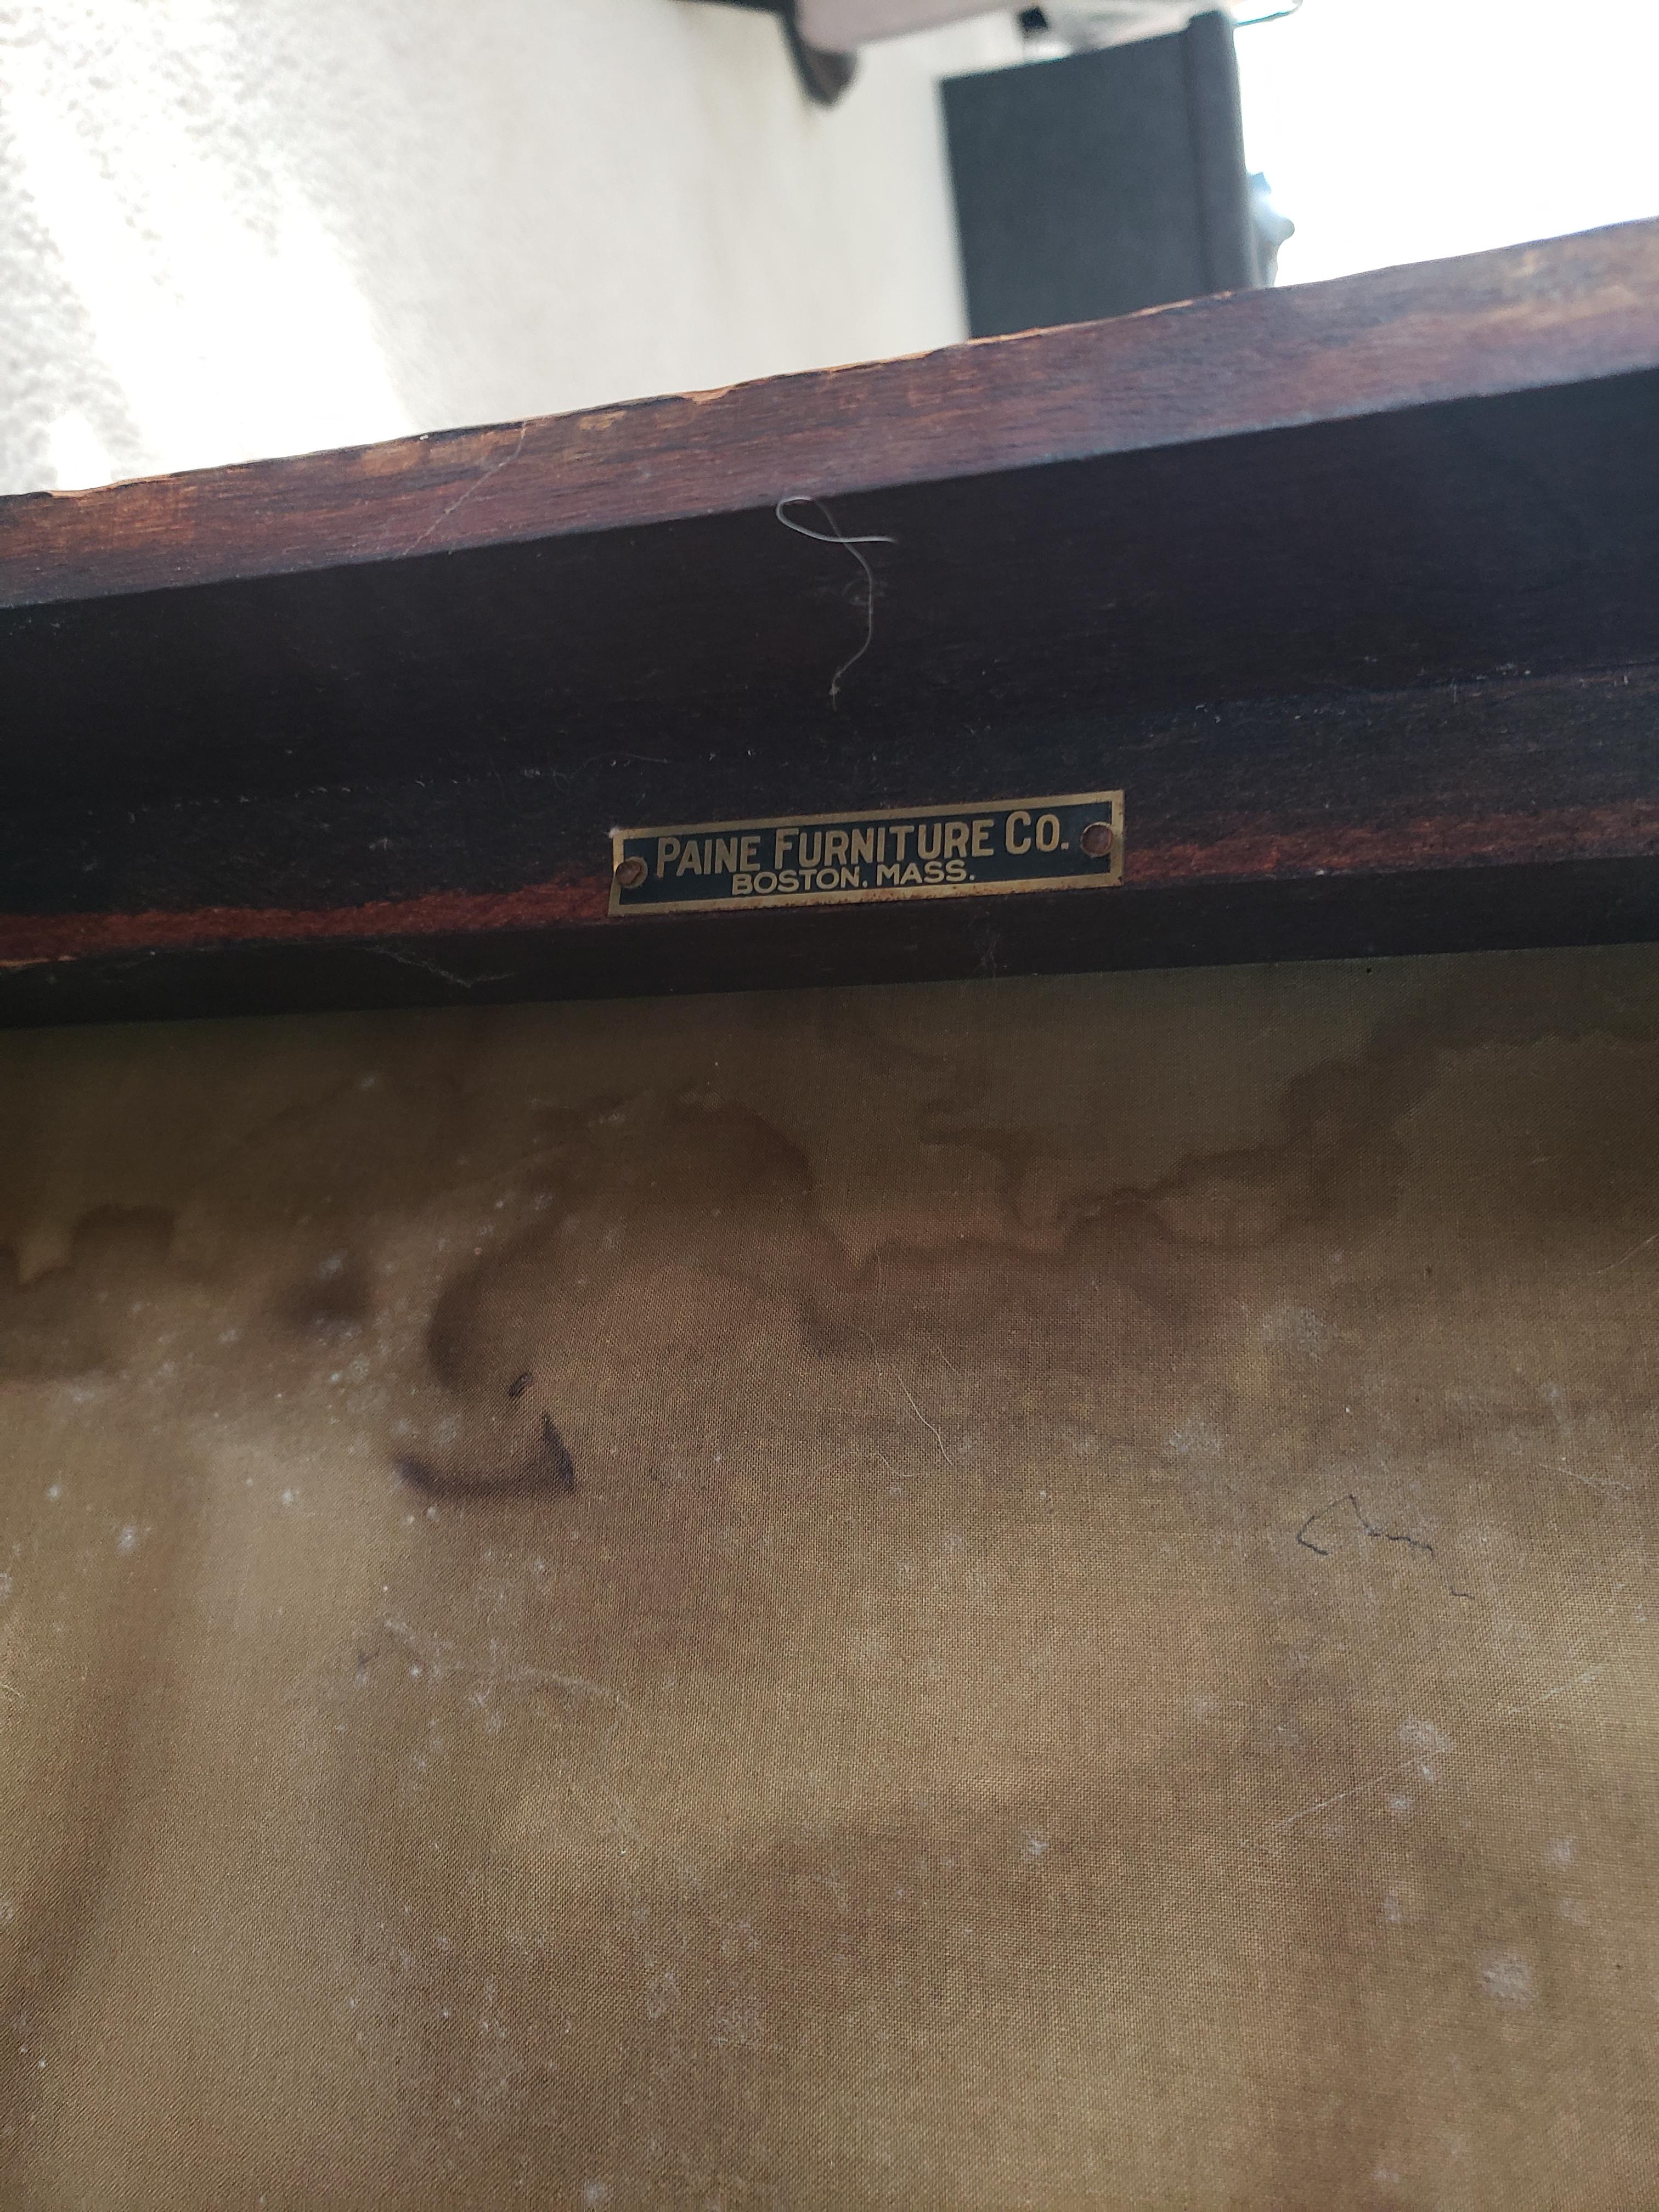 PAINE FURNITURE CO.
BOSTON, MASS.